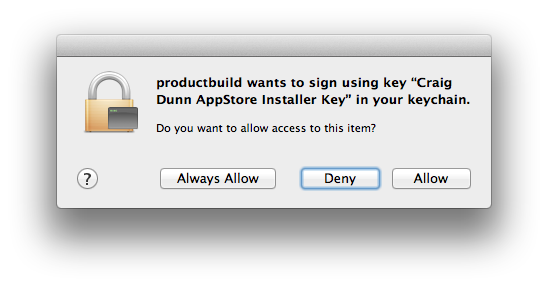 productbuild wants to sign using key “Craig
Dunn AppStore Installer Key” in your keychain.
Do you want to allow access to this item?
?
Always Allow
Deny
Allow